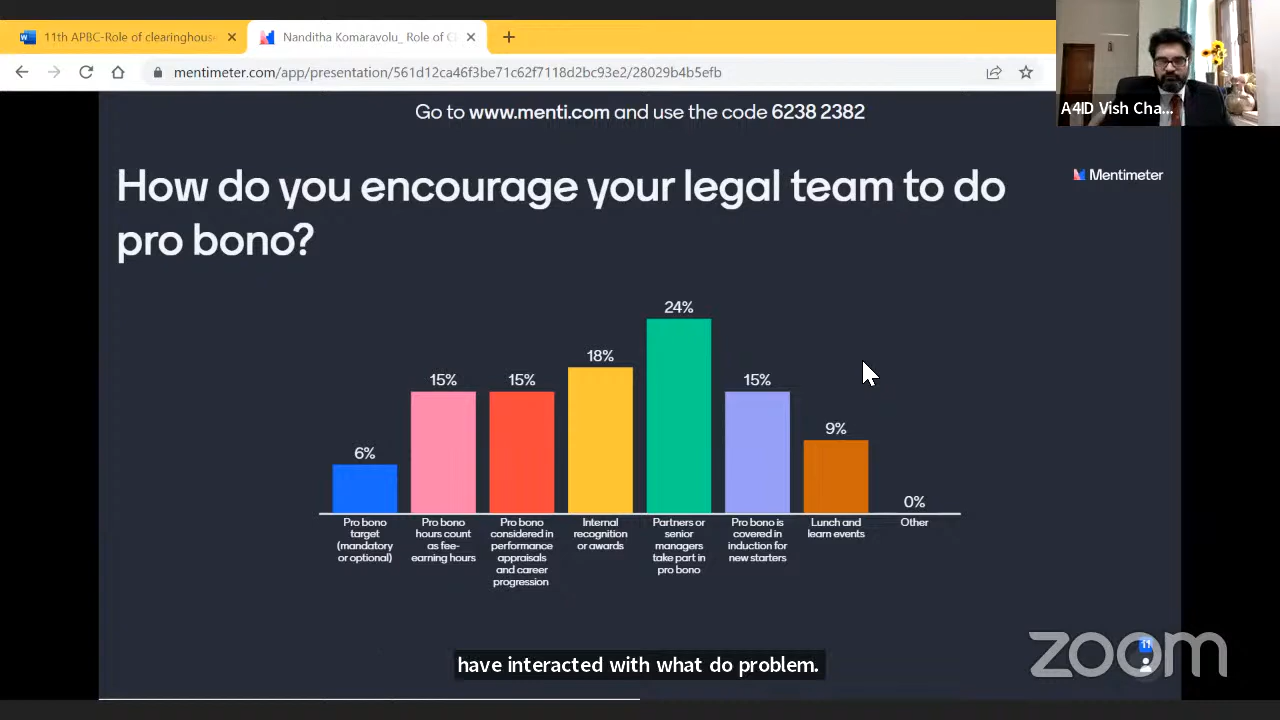 11th APBC-Role of clearinghouse
Nanditha Komaravolu_ Role of C
mentimeter.com/app/presentation/561d12ca486bbe71c62f7118d2bc93e2/28029b4b5efb
A4ID Vish Cha...
Go to www.menti.com and use the code 6238 2382
Mentimeter
How do you encourage your legal team to do
pro bono?
6%
15%
15%
18%
24%
15%
9%
0%
Pro bono
target
(mandatory
or optional)
Pro bono
hours count
as fee-
earning hours
Pro bono
considered in
performance
appraisals
and career
progression
Internal
recognition
or awards
Partners or
senior
managers
take part in
pro bono
Pro bono is
covered in
induction for
new starters
Lunch and
learn events
Other
11
zoom
have interacted with what do problem.